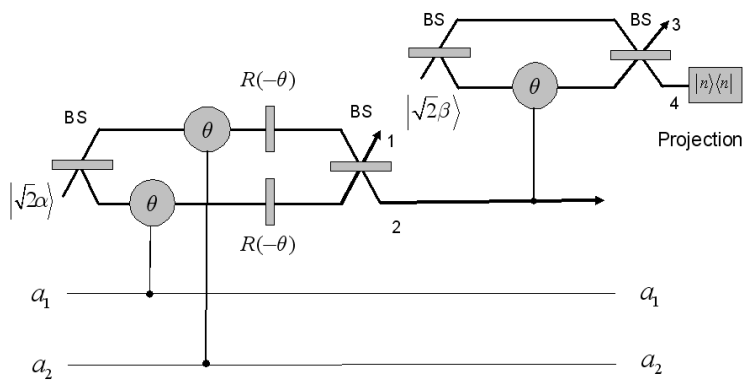 BS
BS
3
θ
|n⟩⟨n|
4
|√2β⟩
Projection
R(−θ)
BS
BS
θ
1
θ
|√2α⟩
R(−θ)
2
a₁
a₁
a₂
a₂